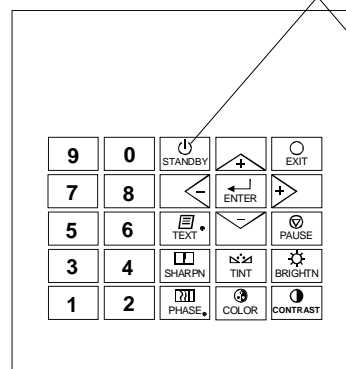 9 0 STANDBY + EXIT
7 8 - ENTER +
5 6 TEXT - PAUSE
3 4 SHARPN TINT BRIGHTN
1 2 PHASE COLOR CONTRAST